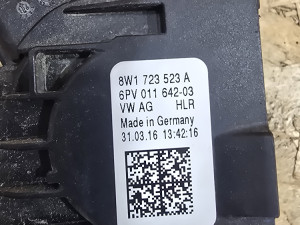 8W1 723 523 A
6PV 011 642-03
VW AG HLR
Made in Germany
31.03.16 13:42:16